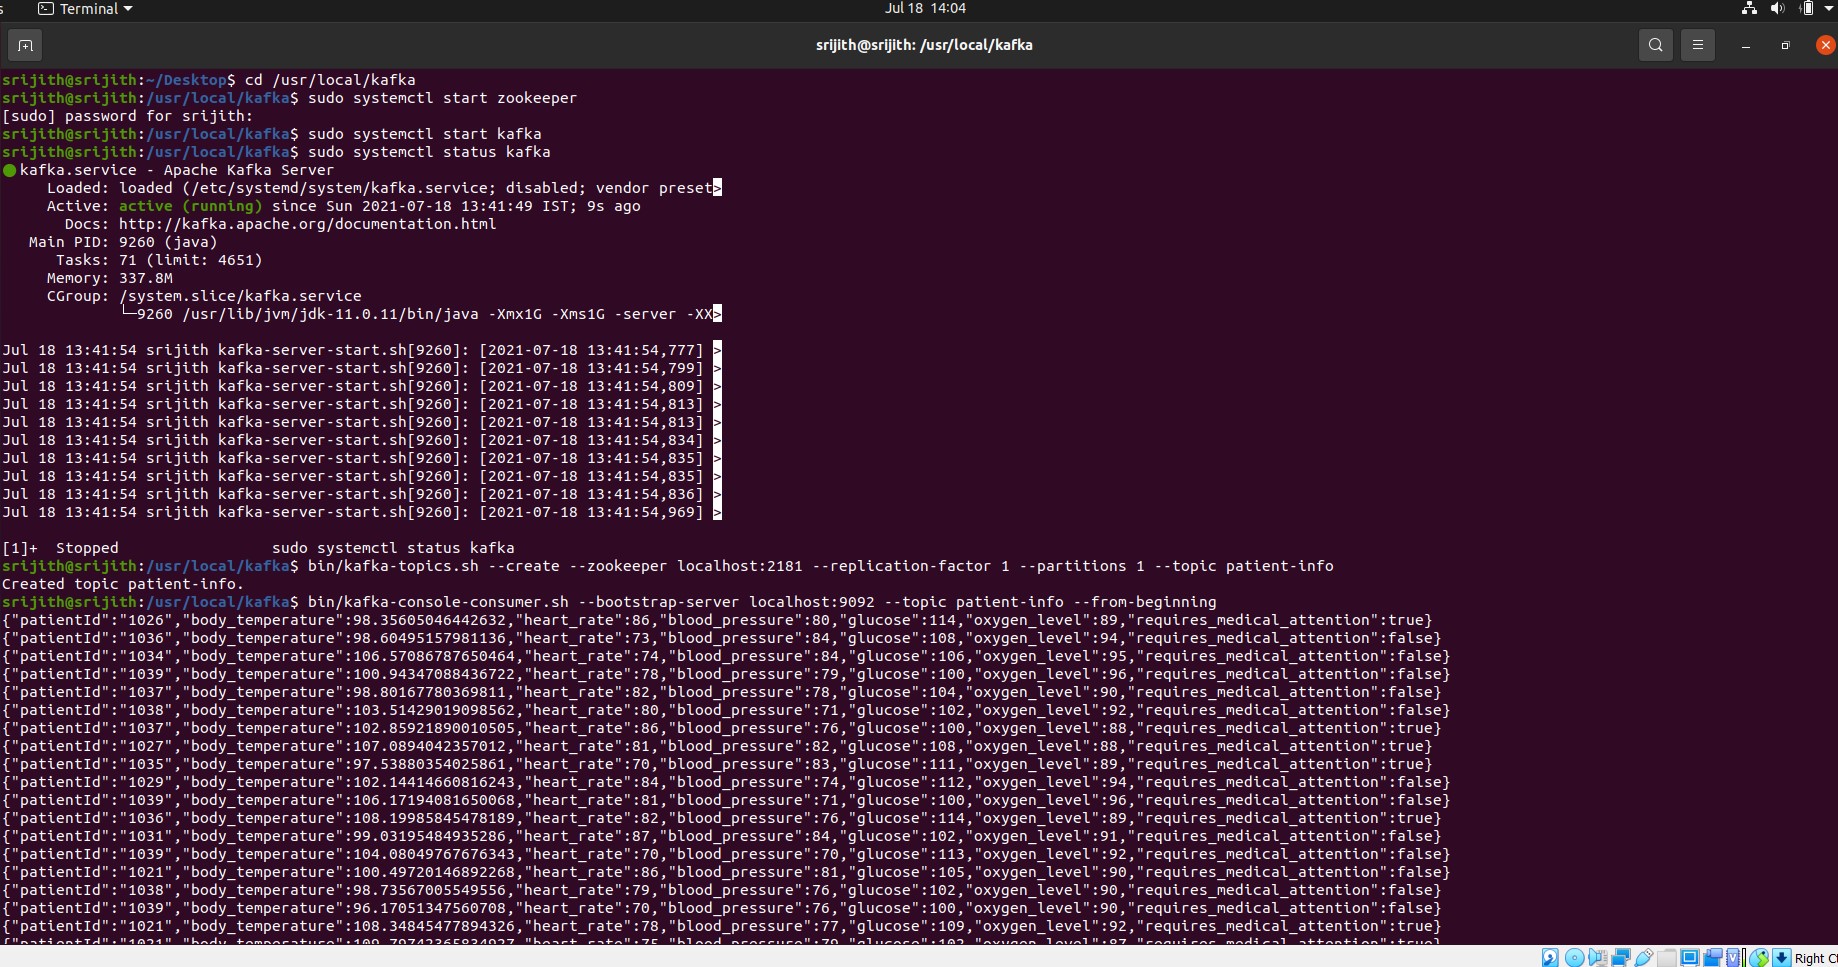 Terminal
Jul 18 14:04
srijith@srijith: /usr/local/kafka
srijith@srijith:~/Desktop$ cd /usr/local/kafka
srijith@srijith:/usr/local/kafka$ sudo systemctl start zookeeper
[sudo] password for srijith:
srijith@srijith:/usr/local/kafka$ sudo systemctl start kafka
srijith@srijith:/usr/local/kafka$ sudo systemctl status kafka
kafka.service - Apache Kafka Server
Loaded: loaded (/etc/systemd/system/kafka.service; disabled; vendor preset>
Active: active (running) since Sun 2021-07-18 13:41:49 IST; 9s ago
Docs: http://kafka.apache.org/documentation.html
Main PID: 9260 (java)
Tasks: 71 (limit: 4651)
Memory: 337.8M
CGroup: /system.slice/kafka.service
└─9260 /usr/lib/jvm/jdk-11.0.11/bin/java -Xmx1G -Xms1G -server -XX>
Jul 18 13:41:54 srijith kafka-server-start.sh[9260]: [2021-07-18 13:41:54,777] >
Jul 18 13:41:54 srijith kafka-server-start.sh[9260]: [2021-07-18 13:41:54,799] >
Jul 18 13:41:54 srijith kafka-server-start.sh[9260]: [2021-07-18 13:41:54,809] >
Jul 18 13:41:54 srijith kafka-server-start.sh[9260]: [2021-07-18 13:41:54,813] >
Jul 18 13:41:54 srijith kafka-server-start.sh[9260]: [2021-07-18 13:41:54,813] >
Jul 18 13:41:54 srijith kafka-server-start.sh[9260]: [2021-07-18 13:41:54,834] >
Jul 18 13:41:54 srijith kafka-server-start.sh[9260]: [2021-07-18 13:41:54,835] >
Jul 18 13:41:54 srijith kafka-server-start.sh[9260]: [2021-07-18 13:41:54,835] >
Jul 18 13:41:54 srijith kafka-server-start.sh[9260]: [2021-07-18 13:41:54,836] >
Jul 18 13:41:54 srijith kafka-server-start.sh[9260]: [2021-07-18 13:41:54,969] >
[1]+  Stopped                 sudo systemctl status kafka
srijith@srijith:/usr/local/kafka$ bin/kafka-topics.sh --create --zookeeper localhost:2181 --replication-factor 1 --partitions 1 --topic patient-info
Created topic patient-info.
srijith@srijith:/usr/local/kafka$ bin/kafka-console-consumer.sh --bootstrap-server localhost:9092 --topic patient-info --from-beginning
{"patientId":"1026","body_temperature":98.35605046442632,"heart_rate":86,"blood_pressure":80,"glucose":114,"oxygen_level":89,"requires_medical_attention":true}
{"patientId":"1036","body_temperature":98.60495157981136,"heart_rate":73,"blood_pressure":84,"glucose":108,"oxygen_level":94,"requires_medical_attention":false}
{"patientId":"1034","body_temperature":106.57086787650464,"heart_rate":74,"blood_pressure":84,"glucose":106,"oxygen_level":95,"requires_medical_attention":false}
{"patientId":"1039","body_temperature":100.94347088436722,"heart_rate":78,"blood_pressure":79,"glucose":100,"oxygen_level":96,"requires_medical_attention":false}
{"patientId":"1037","body_temperature":98.80167780369811,"heart_rate":82,"blood_pressure":78,"glucose":104,"oxygen_level":90,"requires_medical_attention":false}
{"patientId":"1038","body_temperature":103.51429019098562,"heart_rate":80,"blood_pressure":71,"glucose":102,"oxygen_level":92,"requires_medical_attention":false}
{"patientId":"1037","body_temperature":102.85921890010505,"heart_rate":86,"blood_pressure":76,"glucose":100,"oxygen_level":88,"requires_medical_attention":true}
{"patientId":"1027","body_temperature":107.0894042357012,"heart_rate":81,"blood_pressure":82,"glucose":108,"oxygen_level":88,"requires_medical_attention":true}
{"patientId":"1035","body_temperature":97.53880354025861,"heart_rate":70,"blood_pressure":83,"glucose":111,"oxygen_level":89,"requires_medical_attention":true}
{"patientId":"1029","body_temperature":102.14414660816243,"heart_rate":84,"blood_pressure":74,"glucose":112,"oxygen_level":94,"requires_medical_attention":false}
{"patientId":"1039","body_temperature":106.17194081650068,"heart_rate":81,"blood_pressure":71,"glucose":100,"oxygen_level":96,"requires_medical_attention":false}
{"patientId":"1036","body_temperature":108.19985845478189,"heart_rate":82,"blood_pressure":76,"glucose":114,"oxygen_level":89,"requires_medical_attention":true}
{"patientId":"1031","body_temperature":99.03195484935286,"heart_rate":87,"blood_pressure":84,"glucose":102,"oxygen_level":91,"requires_medical_attention":false}
{"patientId":"1039","body_temperature":104.08049767676343,"heart_rate":70,"blood_pressure":70,"glucose":113,"oxygen_level":92,"requires_medical_attention":false}
{"patientId":"1021","body_temperature":100.49720146892268,"heart_rate":86,"blood_pressure":81,"glucose":105,"oxygen_level":90,"requires_medical_attention":false}
{"patientId":"1038","body_temperature":98.73567005549556,"heart_rate":79,"blood_pressure":76,"glucose":102,"oxygen_level":90,"requires_medical_attention":false}
{"patientId":"1039","body_temperature":96.17051347560708,"heart_rate":70,"blood_pressure":76,"glucose":100,"oxygen_level":90,"requires_medical_attention":false}
{"patientId":"1021","body_temperature":108.34845477894326,"heart_rate":78,"blood_pressure":77,"glucose":109,"oxygen_level":92,"requires_medical_attention":true}
Right